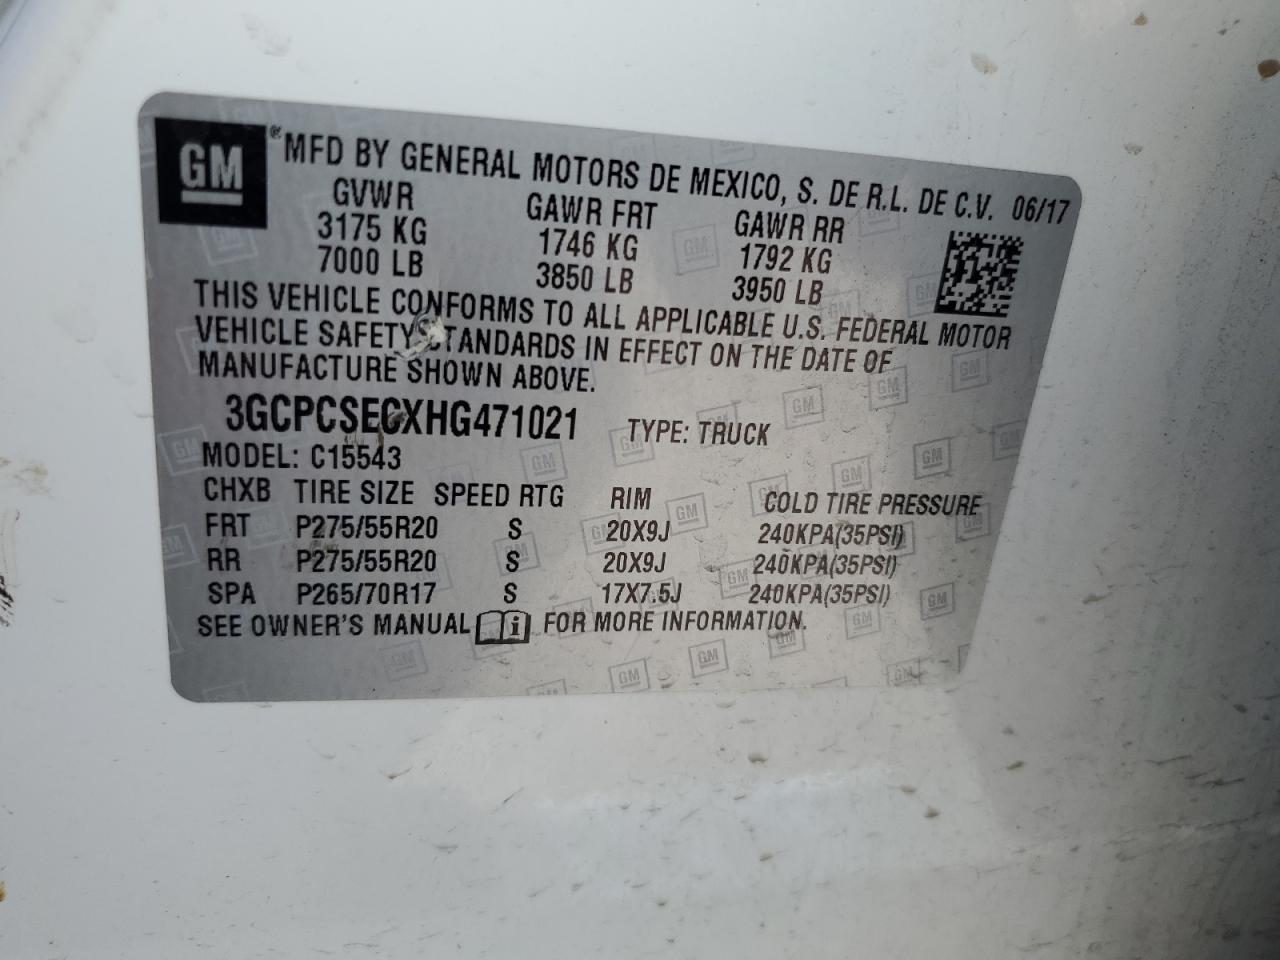 GM ® MFD BY GENERAL MOTORS DE MEXICO, S. DE R.L. DE C.V. 06/17
GVWR GAWR FRT GAWR RR
3175 KG 1746 KG 1792 KG
7000 LB 3850 LB 3950 LB
THIS VEHICLE CONFORMS TO ALL APPLICABLE U.S. FEDERAL MOTOR
VEHICLE SAFETY STANDARDS IN EFFECT ON THE DATE OF
MANUFACTURE SHOWN ABOVE.
3GCPCSECXHG471021 TYPE: TRUCK
MODEL: C15543
CHXB TIRE SIZE SPEED RTG RIM COLD TIRE PRESSURE
FRT P275/55R20 S 20X9J 240KPA(35PSI)
RR P275/55R20 S 20X9J 240KPA(35PSI)
SPA P265/70R17 S 17X7.5J 240KPA(35PSI)
SEE OWNER'S MANUAL i FOR MORE INFORMATION.